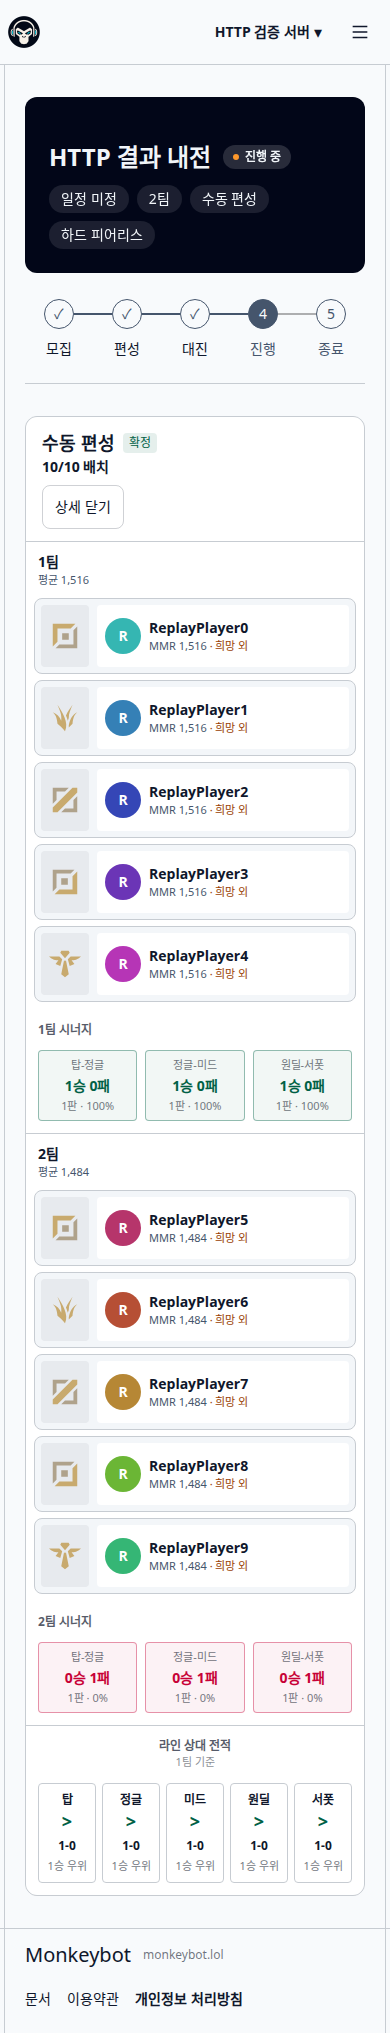 HTTP 검증 서버 ▾
HTTP 결과 내전 진행 중
일정 미정 2팀 수동 편성
하드 피어리스
✓ ✓ ✓ 4 5
모집 편성 대진 진행 종료
수동 편성 확정
10/10 배치
상세 닫기
1팀
평균 1,516
R ReplayPlayer0
MMR 1,516 · 희망 외
R ReplayPlayer1
MMR 1,516 · 희망 외
R ReplayPlayer2
MMR 1,516 · 희망 외
R ReplayPlayer3
MMR 1,516 · 희망 외
R ReplayPlayer4
MMR 1,516 · 희망 외
1팀 시너지
탑-정글 정글-미드 원딜-서폿
1승 0패 1승 0패 1승 0패
1판 · 100% 1판 · 100% 1판 · 100%
2팀
평균 1,484
R ReplayPlayer5
MMR 1,484 · 희망 외
R ReplayPlayer6
MMR 1,484 · 희망 외
R ReplayPlayer7
MMR 1,484 · 희망 외
R ReplayPlayer8
MMR 1,484 · 희망 외
R ReplayPlayer9
MMR 1,484 · 희망 외
2팀 시너지
탑-정글 정글-미드 원딜-서폿
0승 1패 0승 1패 0승 1패
1판 · 0% 1판 · 0% 1판 · 0%
라인 상대 전적
1팀 기준
탑 정글 미드 원딜 서폿
> > > > >
1-0 1-0 1-0 1-0 1-0
1승 우위 1승 우위 1승 우위 1승 우위 1승 우위
Monkeybot monkeybot.lol
문서 이용약관 개인정보 처리방침